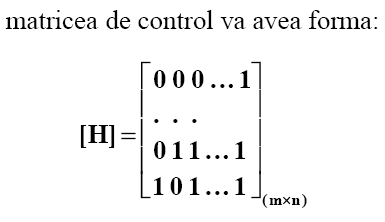 matricea de control va avea forma:
0 0 0 ... 1
. . .
[H] = 0 1 1 ... 1
1 0 1 ... 1 (m×n)